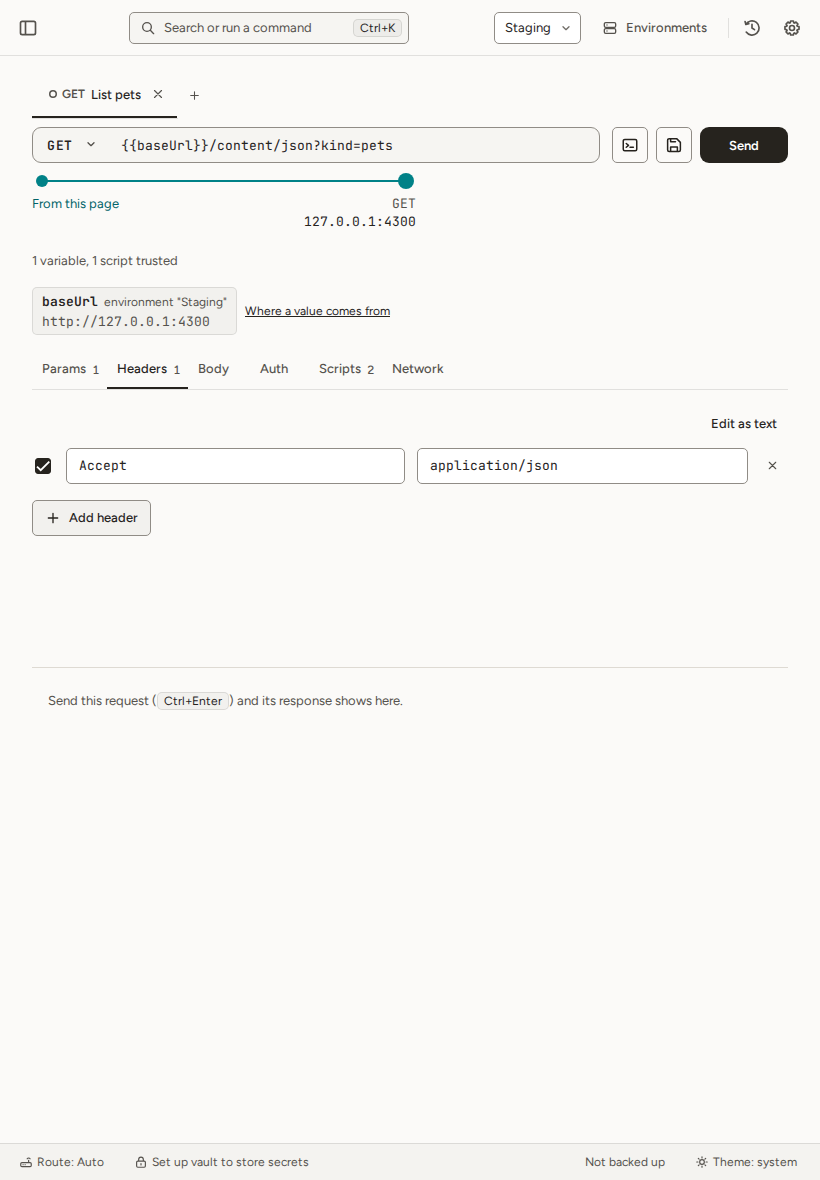 Search or run a command Ctrl+K Staging Environments
GET List pets
GET {{baseUrl}}/content/json?kind=pets Send
From this page GET
127.0.0.1:4300
1 variable, 1 script trusted
baseUrl environment "Staging"
http://127.0.0.1:4300
Where a value comes from
Params 1 Headers 1 Body Auth Scripts 2 Network
Edit as text
Accept application/json
Add header
Send this request (Ctrl+Enter) and its response shows here.
Route: Auto Set up vault to store secrets Not backed up Theme: system